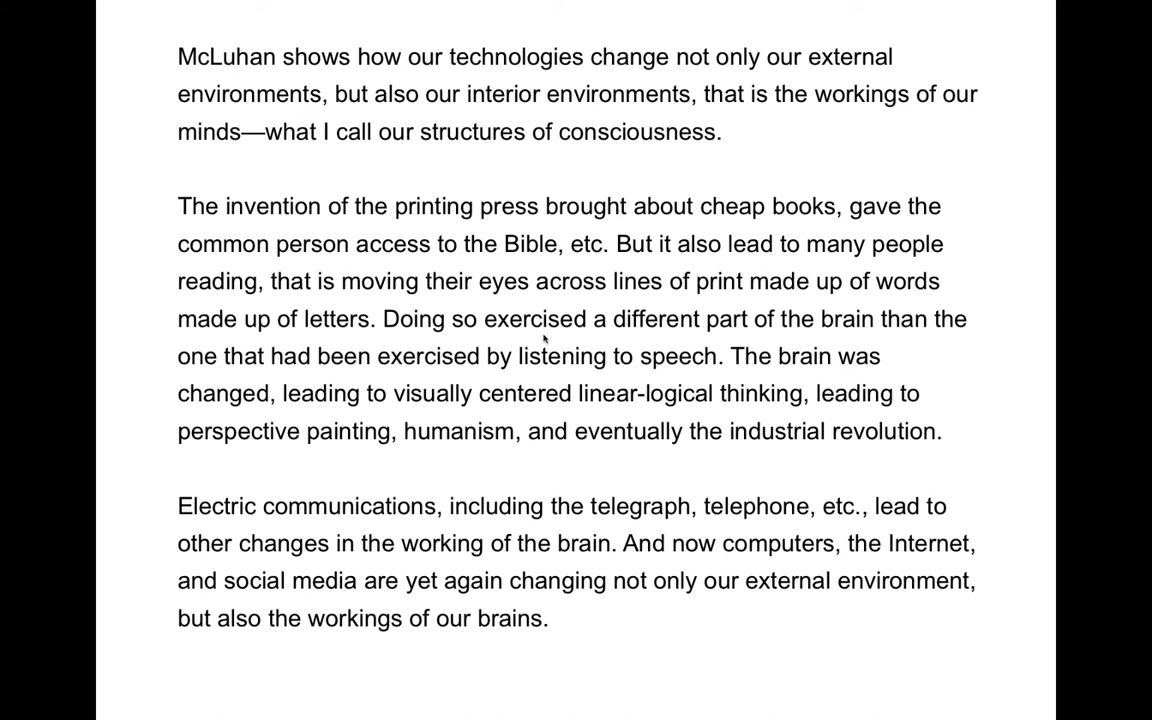 McLuhan shows how our technologies change not only our external
environments, but also our interior environments, that is the workings of our
minds—what I call our structures of consciousness.
The invention of the printing press brought about cheap books, gave the
common person access to the Bible, etc. But it also lead to many people
reading, that is moving their eyes across lines of print made up of words
made up of letters. Doing so exercised a different part of the brain than the
one that had been exercised by listening to speech. The brain was
changed, leading to visually centered linear-logical thinking, leading to
perspective painting, humanism, and eventually the industrial revolution.
Electric communications, including the telegraph, telephone, etc., lead to
other changes in the working of the brain. And now computers, the Internet,
and social media are yet again changing not only our external environment,
but also the workings of our brains.